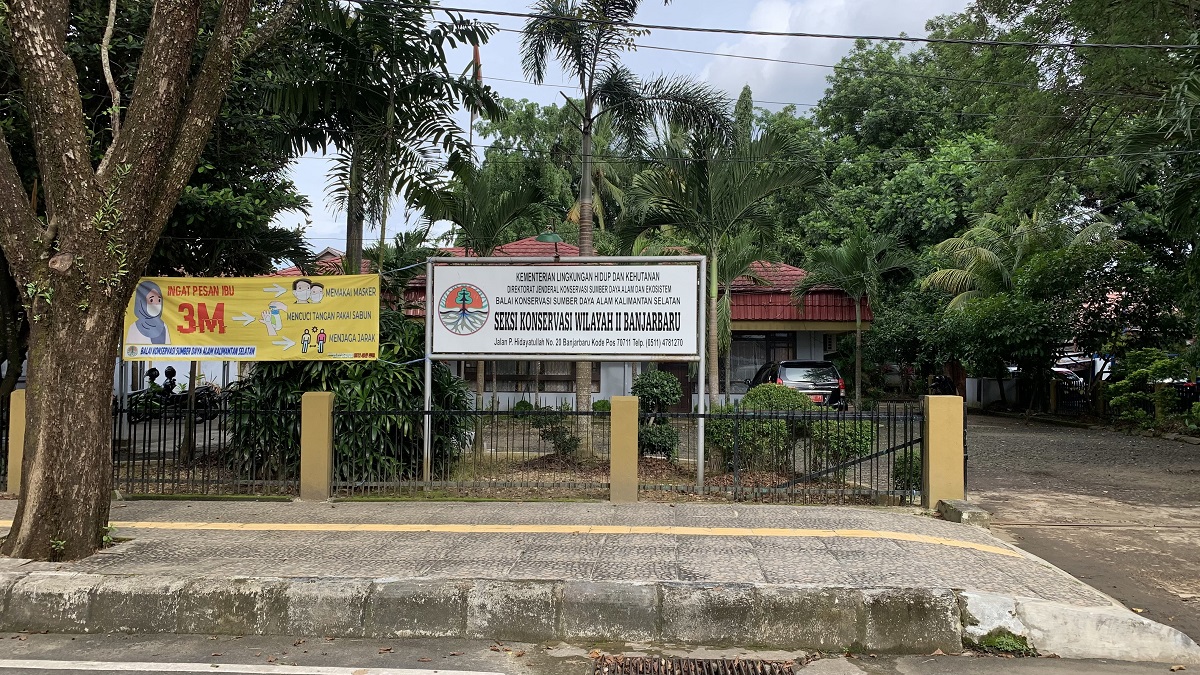 INGAT PESAN IBU
3M
MEMAKAI MASKER
MENCUCI TANGAN PAKAI SABUN
MENJAGA JARAK
BALAI KONSERVASI SUMBER DAYA ALAM KALIMANTAN SELATAN
KEMENTERIAN LINGKUNGAN HIDUP DAN KEHUTANAN
DIREKTORAT JENDERAL KONSERVASI SUMBER DAYA ALAM DAN EKOSISTEM
BALAI KONSERVASI SUMBER DAYA ALAM KALIMANTAN SELATAN
SEKSI KONSERVASI WILAYAH II BANJARBARU
Jalan P. Hidayatullah No. 20 Banjarbaru Kode Pos 70711 Telp. (0511) 4781270